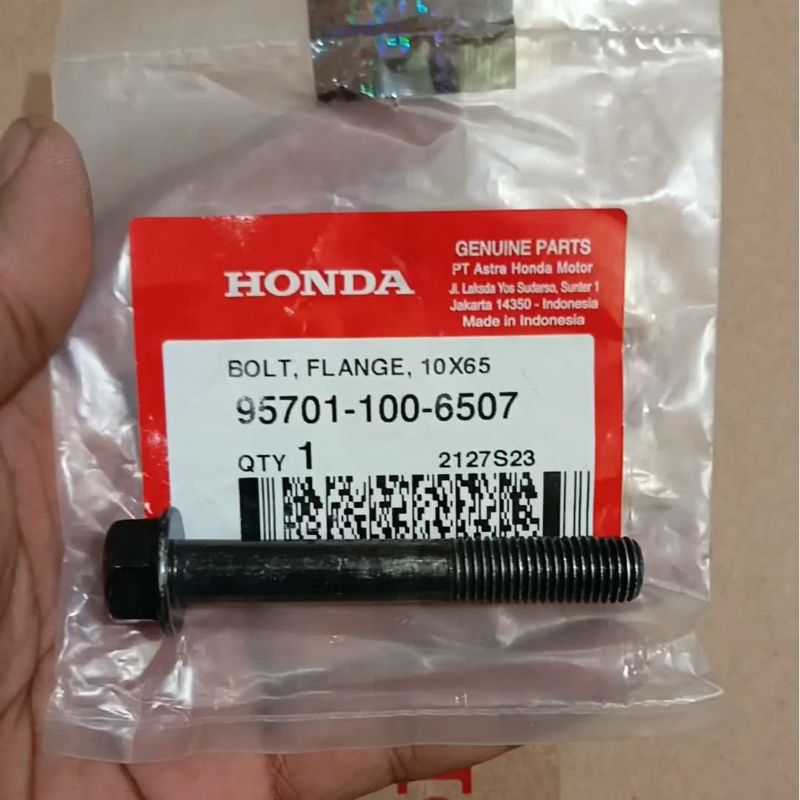 HONDA
GENUINE PARTS
PT Astra Honda Motor
Jl. Laksda Yos Sudarso, Sunter 1
Jakarta 14350 - Indonesia
Made in Indonesia
BOLT, FLANGE, 10X65
95701-100-6507
QTY 1
2127S23